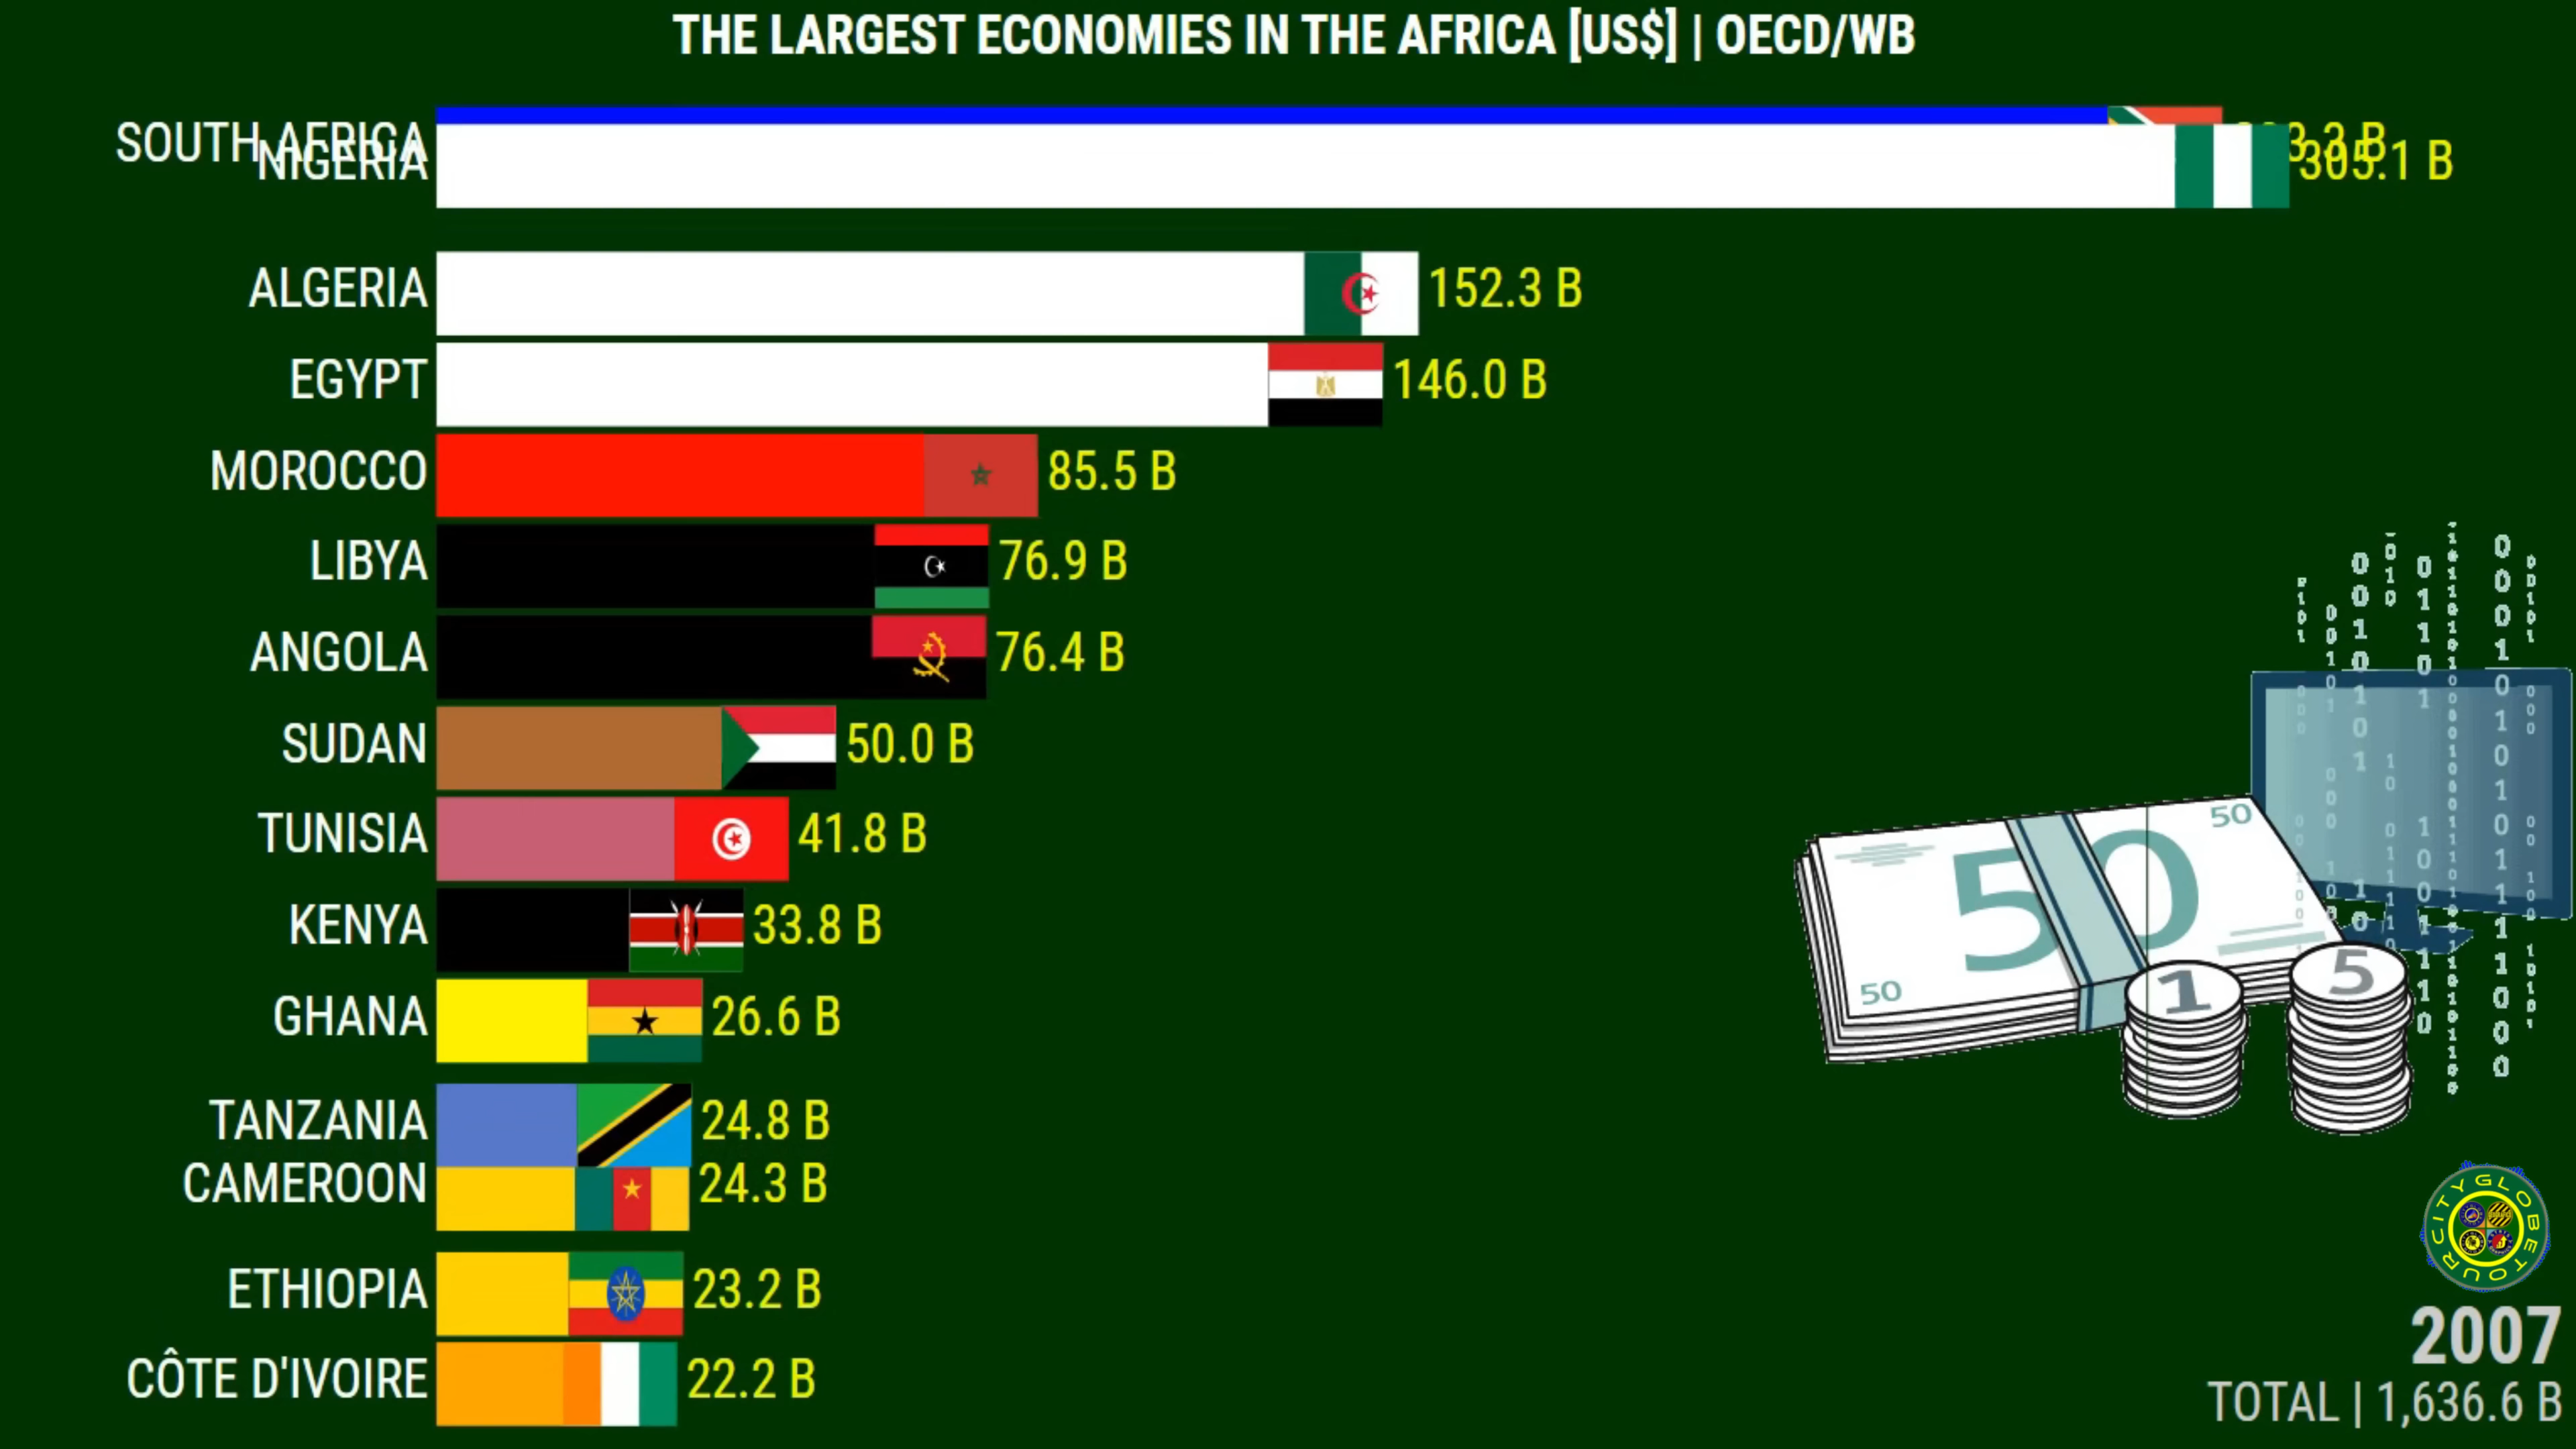 THE LARGEST ECONOMIES IN THE AFRICA [US$] | OECD/WB
SOUTH AFRICA
NIGERIA 305.1 B
ALGERIA 152.3 B
EGYPT 146.0 B
MOROCCO 85.5 B
LIBYA 76.9 B
ANGOLA 76.4 B
SUDAN 50.0 B
TUNISIA 41.8 B
KENYA 33.8 B
GHANA 26.6 B
TANZANIA 24.8 B
CAMEROON 24.3 B
ETHIOPIA 23.2 B
CÔTE D'IVOIRE 22.2 B
50
50
50
1
5
CITYGLOBETOUR
2007
TOTAL | 1,636.6 B